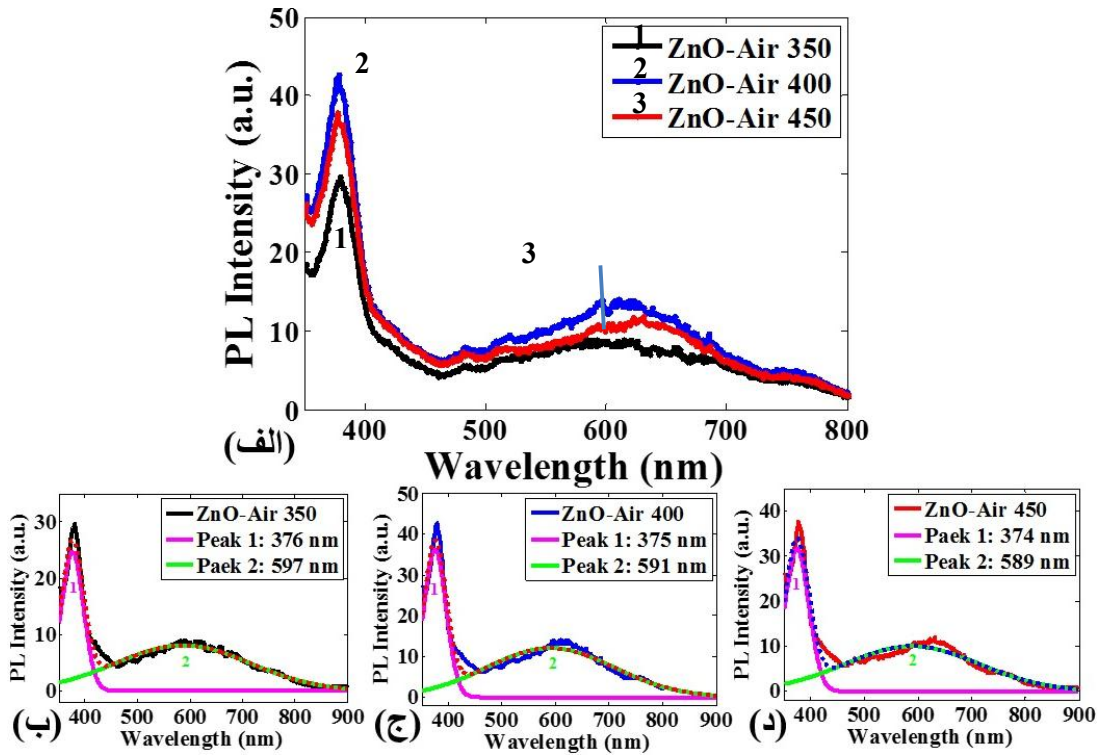 50
40
30
20
10
0
PL Intensity (a.u.)
1 ZnO-Air 350
2 ZnO-Air 400
3 ZnO-Air 450
2
1
3
400 500 600 700 800
Wavelength (nm)
(الف)
30
20
10
0
PL Intensity (a.u.)
ZnO-Air 350
Peak 1: 376 nm
Paek 2: 597 nm
1
2
400 500 600 700 800 900
Wavelength (nm)
(ب)
50
40
30
20
10
0
PL Intensity (a.u.)
ZnO-Air 400
Peak 1: 375 nm
Peak 2: 591 nm
1
2
400 500 600 700 800 900
Wavelength (nm)
(ج)
40
30
20
10
0
PL Intensity (a.u.)
ZnO-Air 450
Paek 1: 374 nm
Peak 2: 589 nm
1
2
400 500 600 700 800 900
Wavelength (nm)
(د)